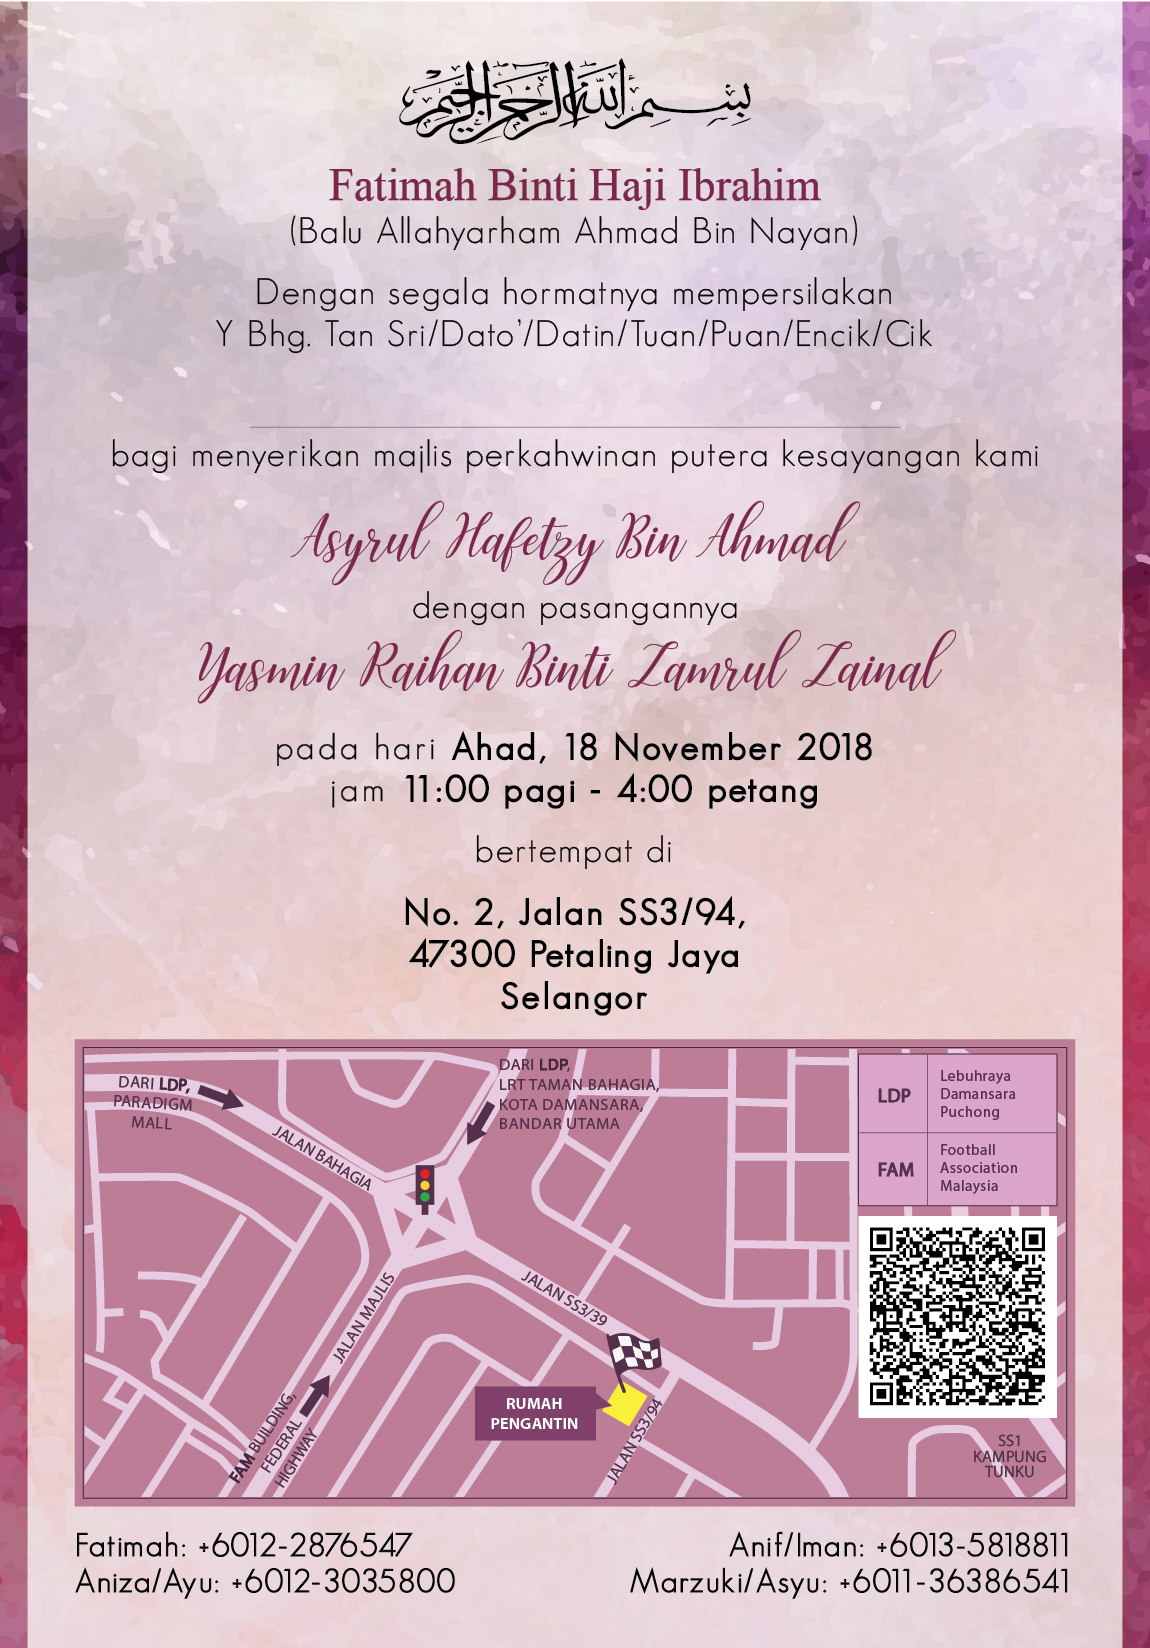 بسم الله الرحمن الرحيم
Fatimah Binti Haji Ibrahim
(Balu Allahyarham Ahmad Bin Nayan)
Dengan segala hormatnya mempersilakan
Y Bhg. Tan Sri/Dato'/Datin/Tuan/Puan/Encik/Cik
bagi menyerikan majlis perkahwinan putera kesayangan kami
Asyrul Hafetzy Bin Ahmad
dengan pasangannya
Yasmin Raihan Binti Zamrul Zainal
pada hari Ahad, 18 November 2018
jam 11:00 pagi - 4:00 petang
bertempat di
No. 2, Jalan SS3/94,
47300 Petaling Jaya
Selangor
DARI LDP,
PARADIGM
MALL
JALAN BAHAGIA
DARI LDP,
LRT TAMAN BAHAGIA,
KOTA DAMANSARA,
BANDAR UTAMA
LDP
Lebuhraya
Damansara
Puchong
FAM
Football
Association
Malaysia
JALAN MAJLIS
JALAN SS3/39
RUMAH
PENGANTIN
JALAN SS3/94
FAM BUILDING,
FEDERAL
HIGHWAY
SS1
KAMPUNG
TUNKU
Fatimah: +6012-2876547
Aniza/Ayu: +6012-3035800
Anif/Iman: +6013-5818811
Marzuki/Asyu: +6011-36386541